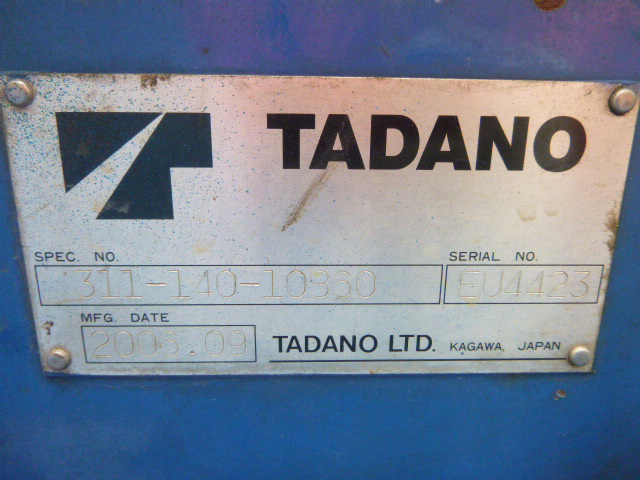 TADANO
SPEC. NO.
SERIAL NO.
311-140-10360
EU4423
MFG. DATE
2006.09
TADANO LTD. KAGAWA, JAPAN